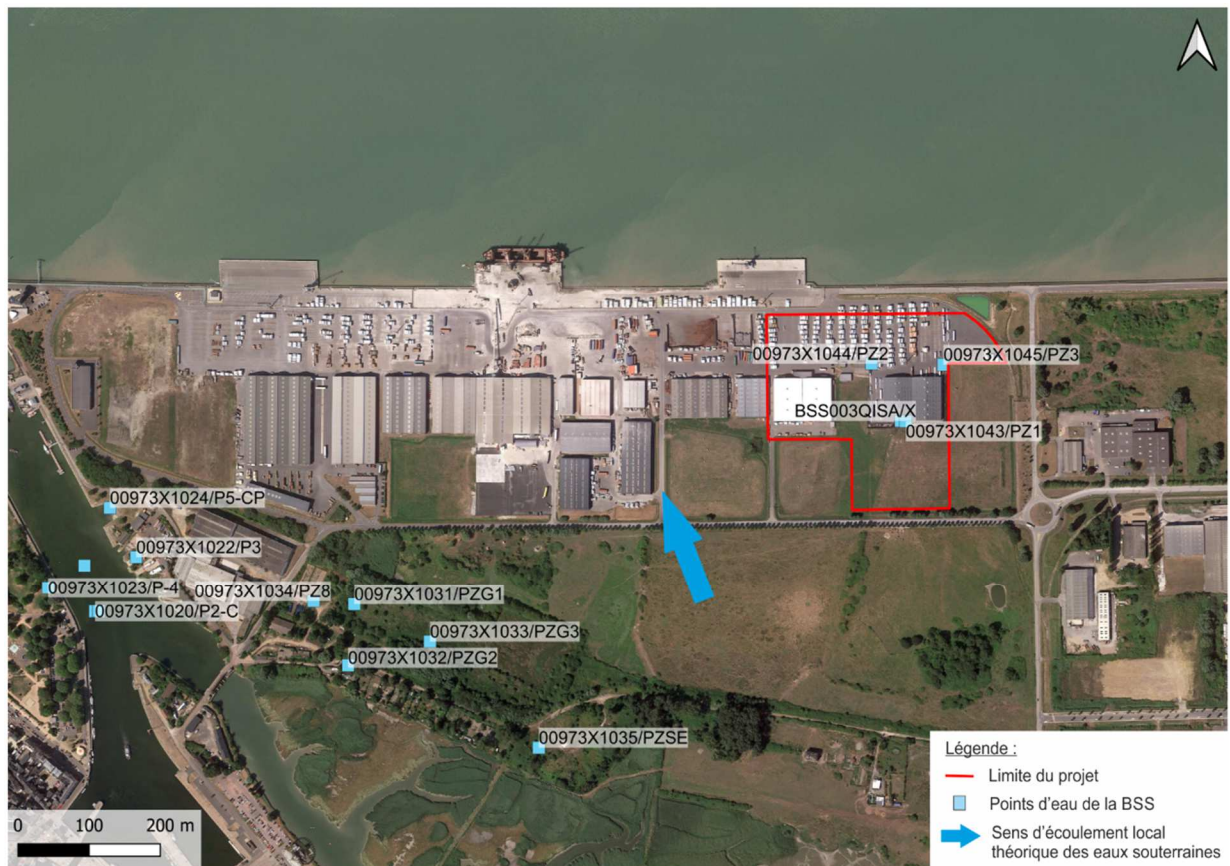 00973X1044/PZ2
00973X1045/PZ3
BSS003QISA/X
00973X1043/PZ1
00973X1024/P5-CP
00973X1022/P3
00973X1023/P-4
00973X1034/PZ8
00973X1031/PZG1
00973X1020/P2-C
00973X1033/PZG3
00973X1032/PZG2
00973X1035/PZSE
Légende :
Limite du projet
Points d'eau de la BSS
Sens d'écoulement local
théorique des eaux souterraines
0 100 200 m